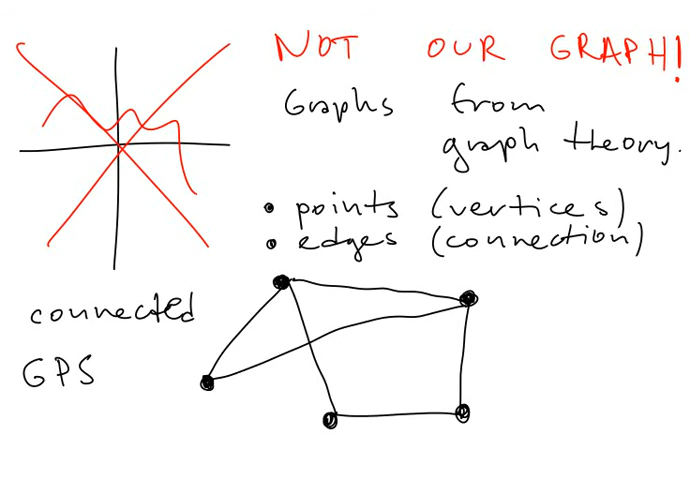 NOT OUR GRAPH!
Graphs from
graph theory.
• points (vertices)
• edges (connection)
connected
GPS